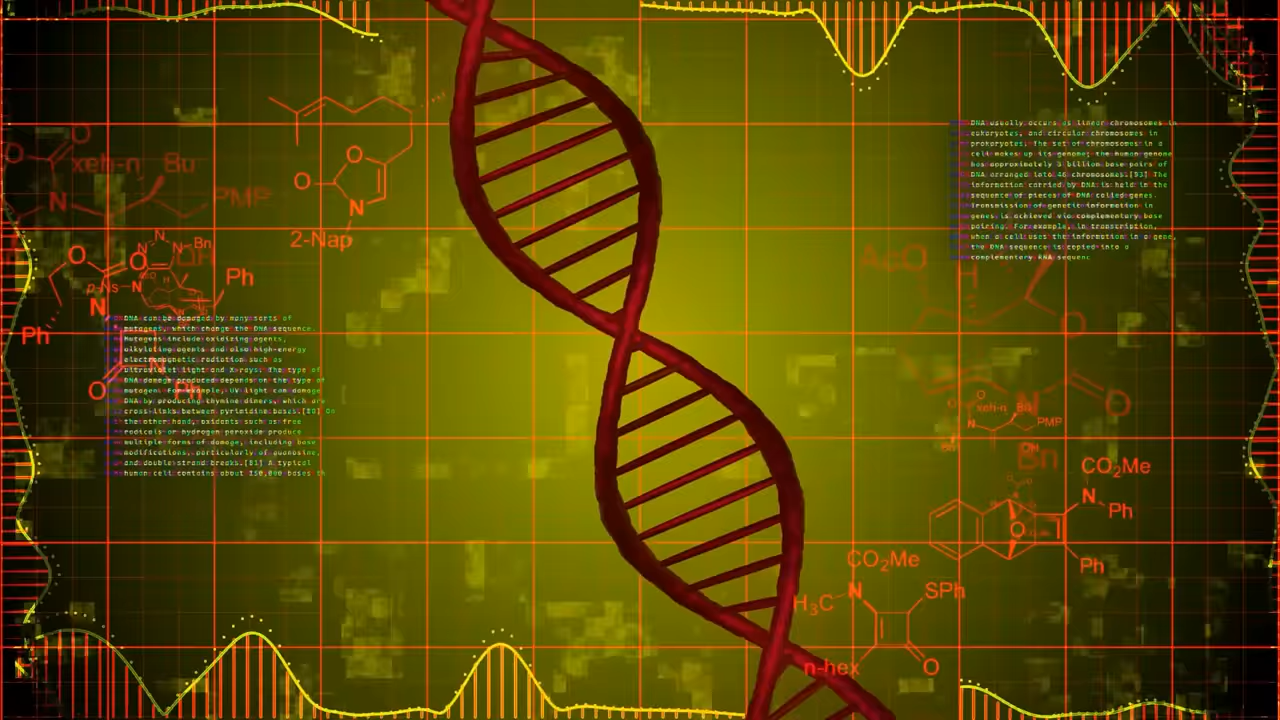 O
xeh-n
Bu
O
N
PMP
O
O
N
2-Nap
N
N
N
Bn
O
O
OH
p-Ns
N
Ph
N
Ph
N
O
Ph
DNA can be damaged by many sorts of
mutagens, which change the DNA sequence.
Mutagens include oxidizing agents,
alkylating agents and also high-energy
electromagnetic radiation such as
ultraviolet light and X-rays. The type of
DNA damage produced depends on the type of
mutagen. For example, UV light can damage
DNA by producing thymine dimers, which are
cross-links between pyrimidine bases.[80] On
the other hand, oxidants such as free
radicals or hydrogen peroxide produce
multiple forms of damage, including base
modifications, particularly of guanosine,
and double-strand breaks.[81] A typical
human cell contains about 150,000 bases th
DNA usually occurs as linear chromosomes in
eukaryotes, and circular chromosomes in
prokaryotes. The set of chromosomes in a
cell makes up its genome; the human genome
has approximately 3 billion base pairs of
DNA arranged into 46 chromosomes.[93] The
information carried by DNA is held in the
sequence of pieces of DNA called genes.
Transmission of genetic information in
genes is achieved via complementary base
pairing. For example, in transcription,
when a cell uses the information in a gene,
the DNA sequence is copied into a
complementary RNA sequenc
AcO
H
O
N
O
O
O
xeh-n
Bu
N
PMP
Bn
OH
Bn
CO2Me
N
Ph
O
Ph
CO2Me
H3C
N
SPh
n-hex
O